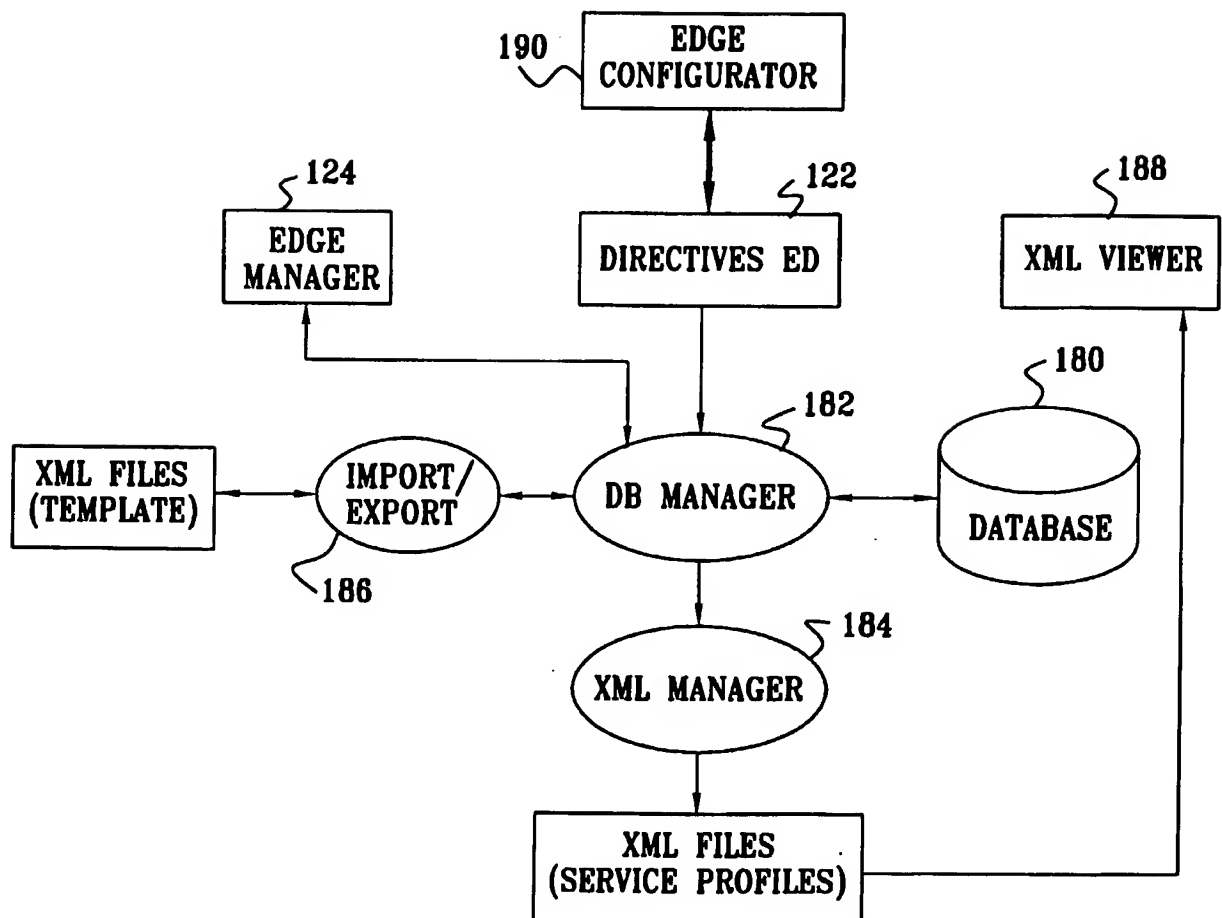 190
EDGE
CONFIGURATOR
124
EDGE
MANAGER
122
DIRECTIVES ED
188
XML VIEWER
180
DATABASE
182
DB MANAGER
XML FILES
(TEMPLATE)
IMPORT/
EXPORT
186
184
XML MANAGER
XML FILES
(SERVICE PROFILES)